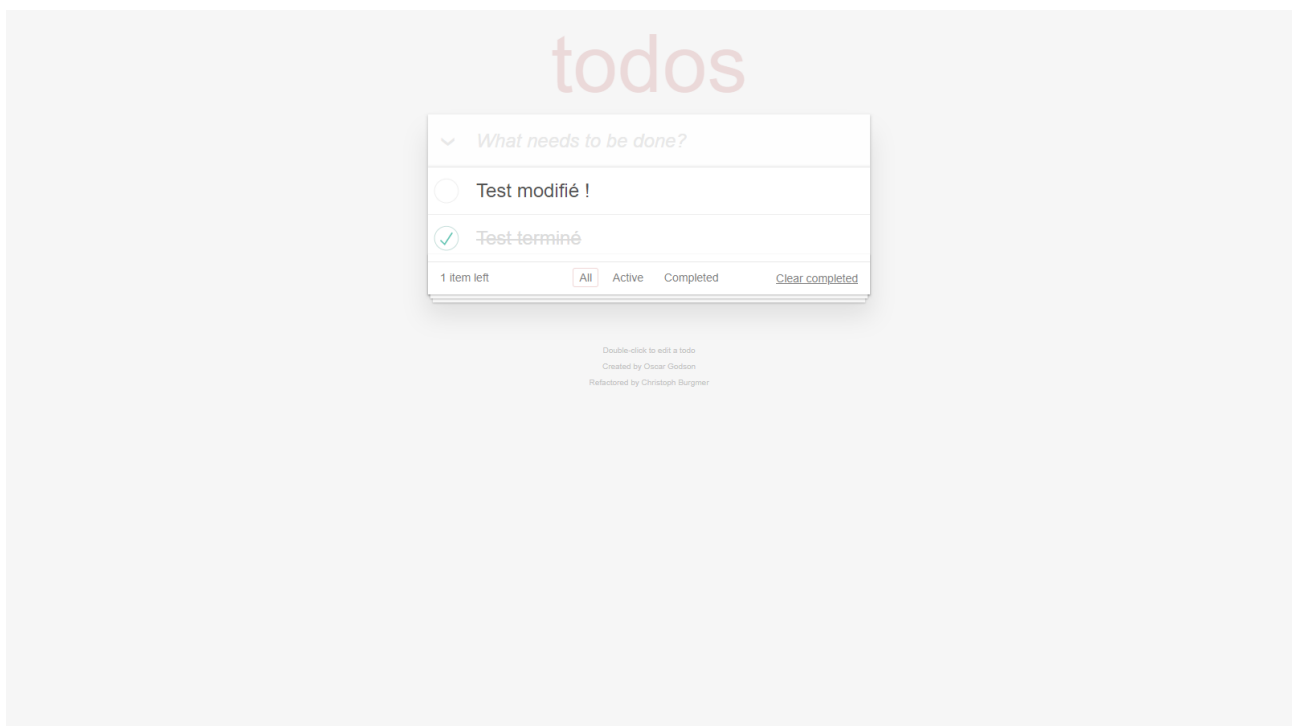 todos
What needs to be done?
Test modifié !
Test terminé
1 item left All Active Completed Clear completed
Double-click to edit a todo
Created by Oscar Godson
Refactored by Christoph Burgmer